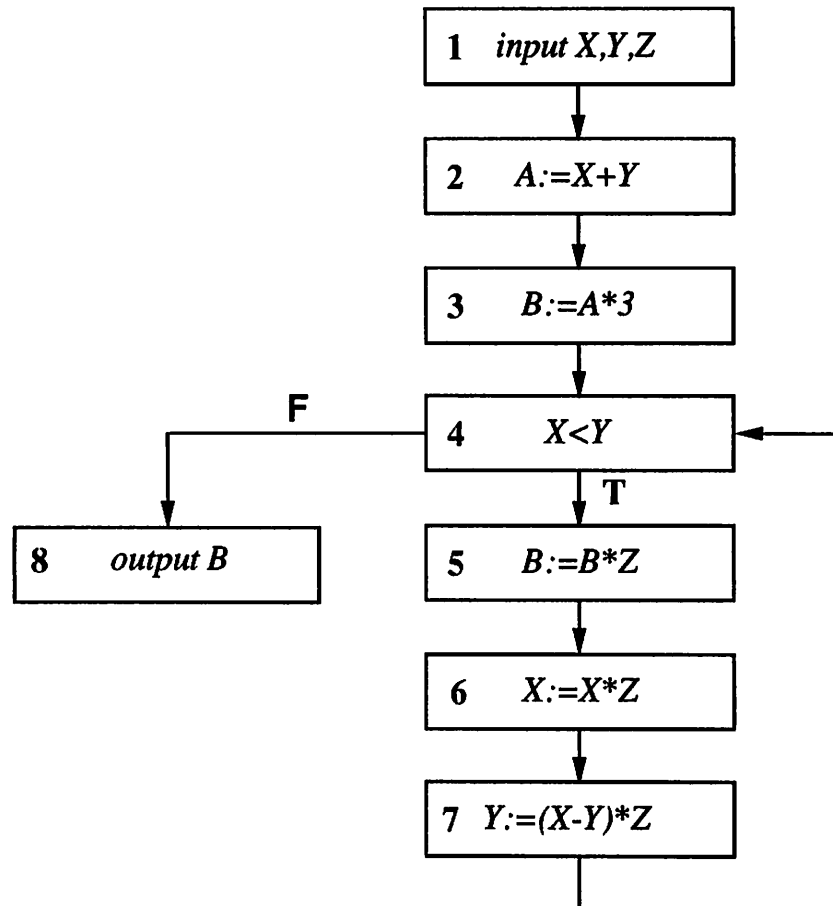 1 input X,Y,Z
2 A:=X+Y
3 B:=A*3
F
4 X<Y
T
8 output B
5 B:=B*Z
6 X:=X*Z
7 Y:=(X-Y)*Z